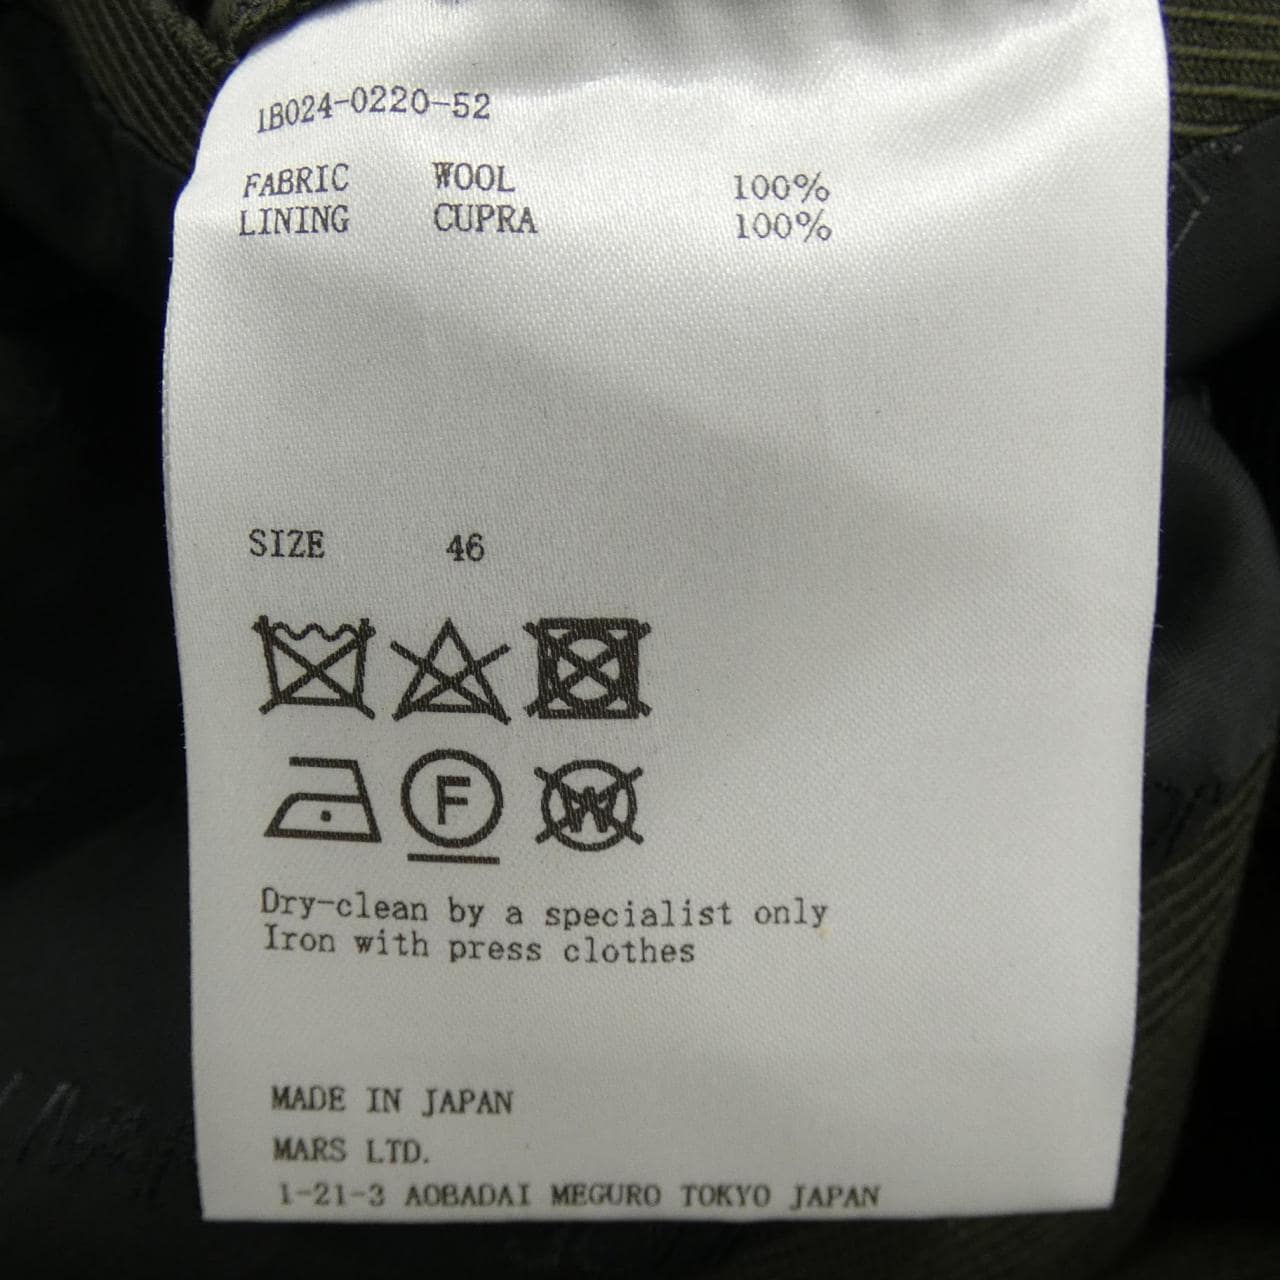 1B024-0220-52
FABRIC WOOL 100%
LINING CUPRA 100%
SIZE 46
F
W
Dry-clean by a specialist only
Iron with press clothes
MADE IN JAPAN
MARS LTD.
1-21-3 AOBADAI MEGURO TOKYO JAPAN